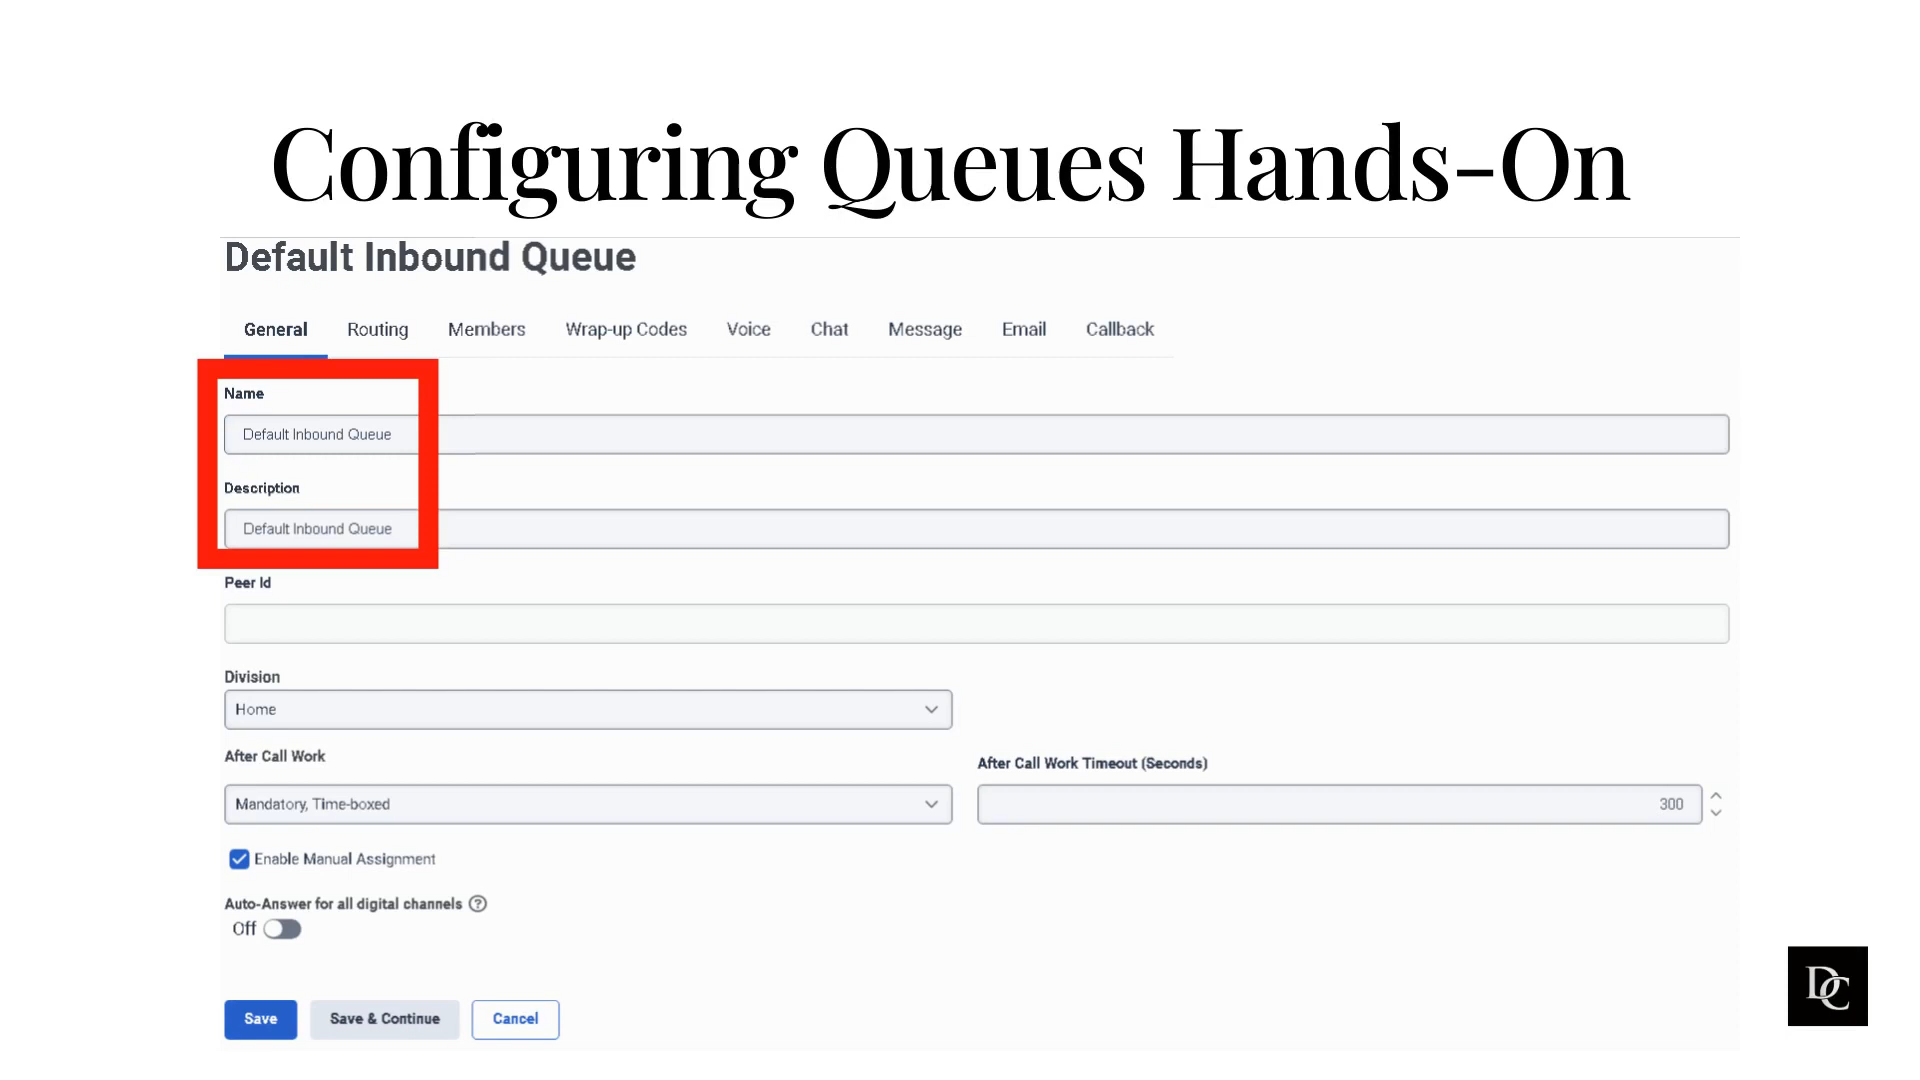 Configuring Queues Hands-On
Default Inbound Queue
General Routing Members Wrap-up Codes Voice Chat Message Email Callback
Name
Default Inbound Queue
Description
Default Inbound Queue
Peer Id
Division
Home
After Call Work
After Call Work Timeout (Seconds)
Mandatory, Time-boxed
300
Enable Manual Assignment
Auto-Answer for all digital channels ?
Off
Save Save & Continue Cancel
DC